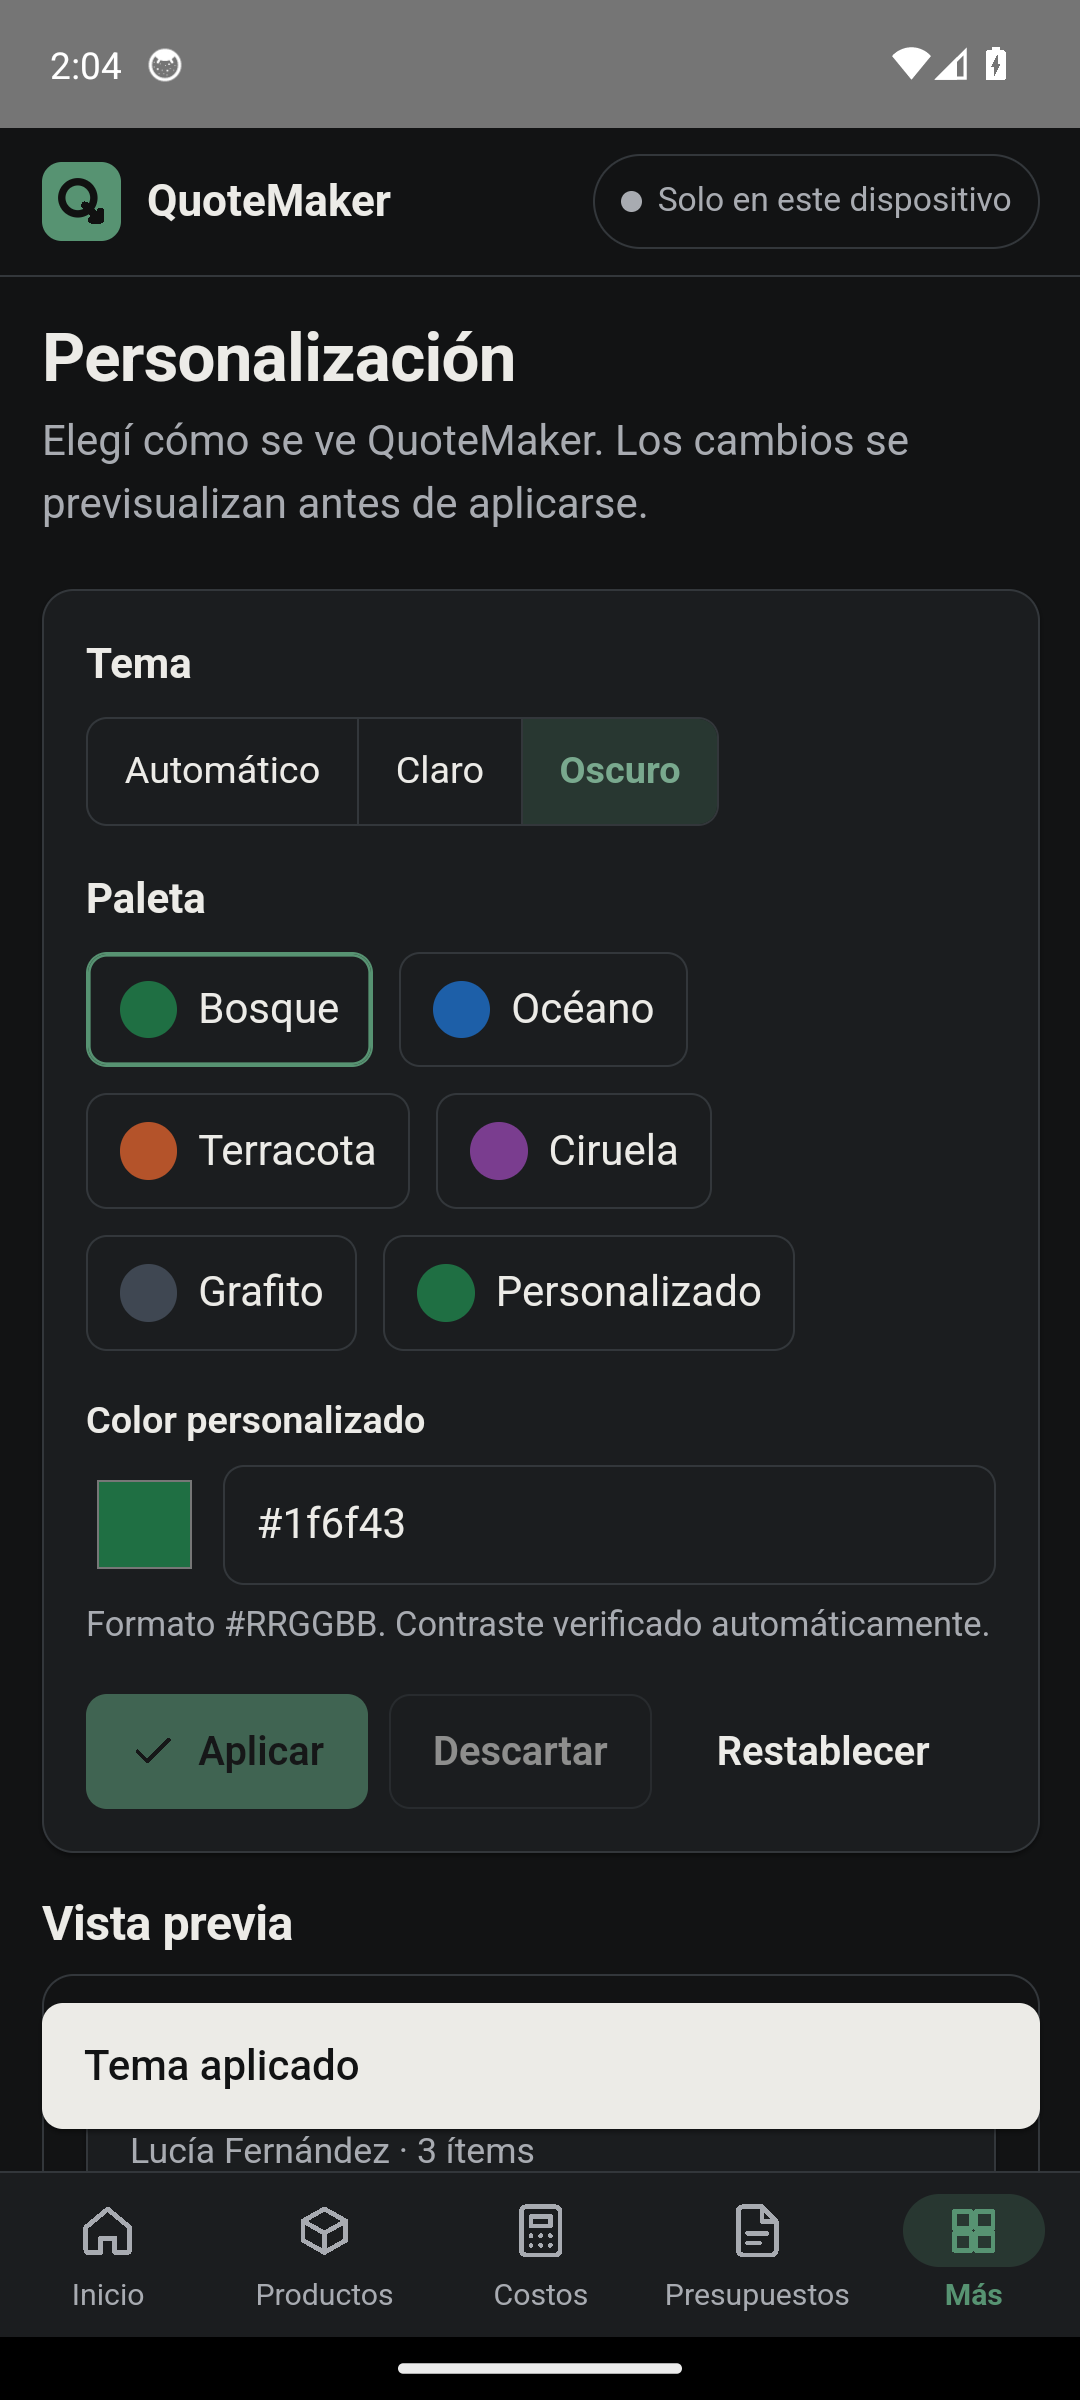 2:04
QuoteMaker
Solo en este dispositivo
Personalización
Elegí cómo se ve QuoteMaker. Los cambios se
previsualizan antes de aplicarse.
Tema
Automático
Claro
Oscuro
Paleta
Bosque
Océano
Terracota
Ciruela
Grafito
Personalizado
Color personalizado
#1f6f43
Formato #RRGGBB. Contraste verificado automáticamente.
Aplicar
Descartar
Restablecer
Vista previa
Tema aplicado
Lucía Fernández · 3 ítems
Inicio
Productos
Costos
Presupuestos
Más